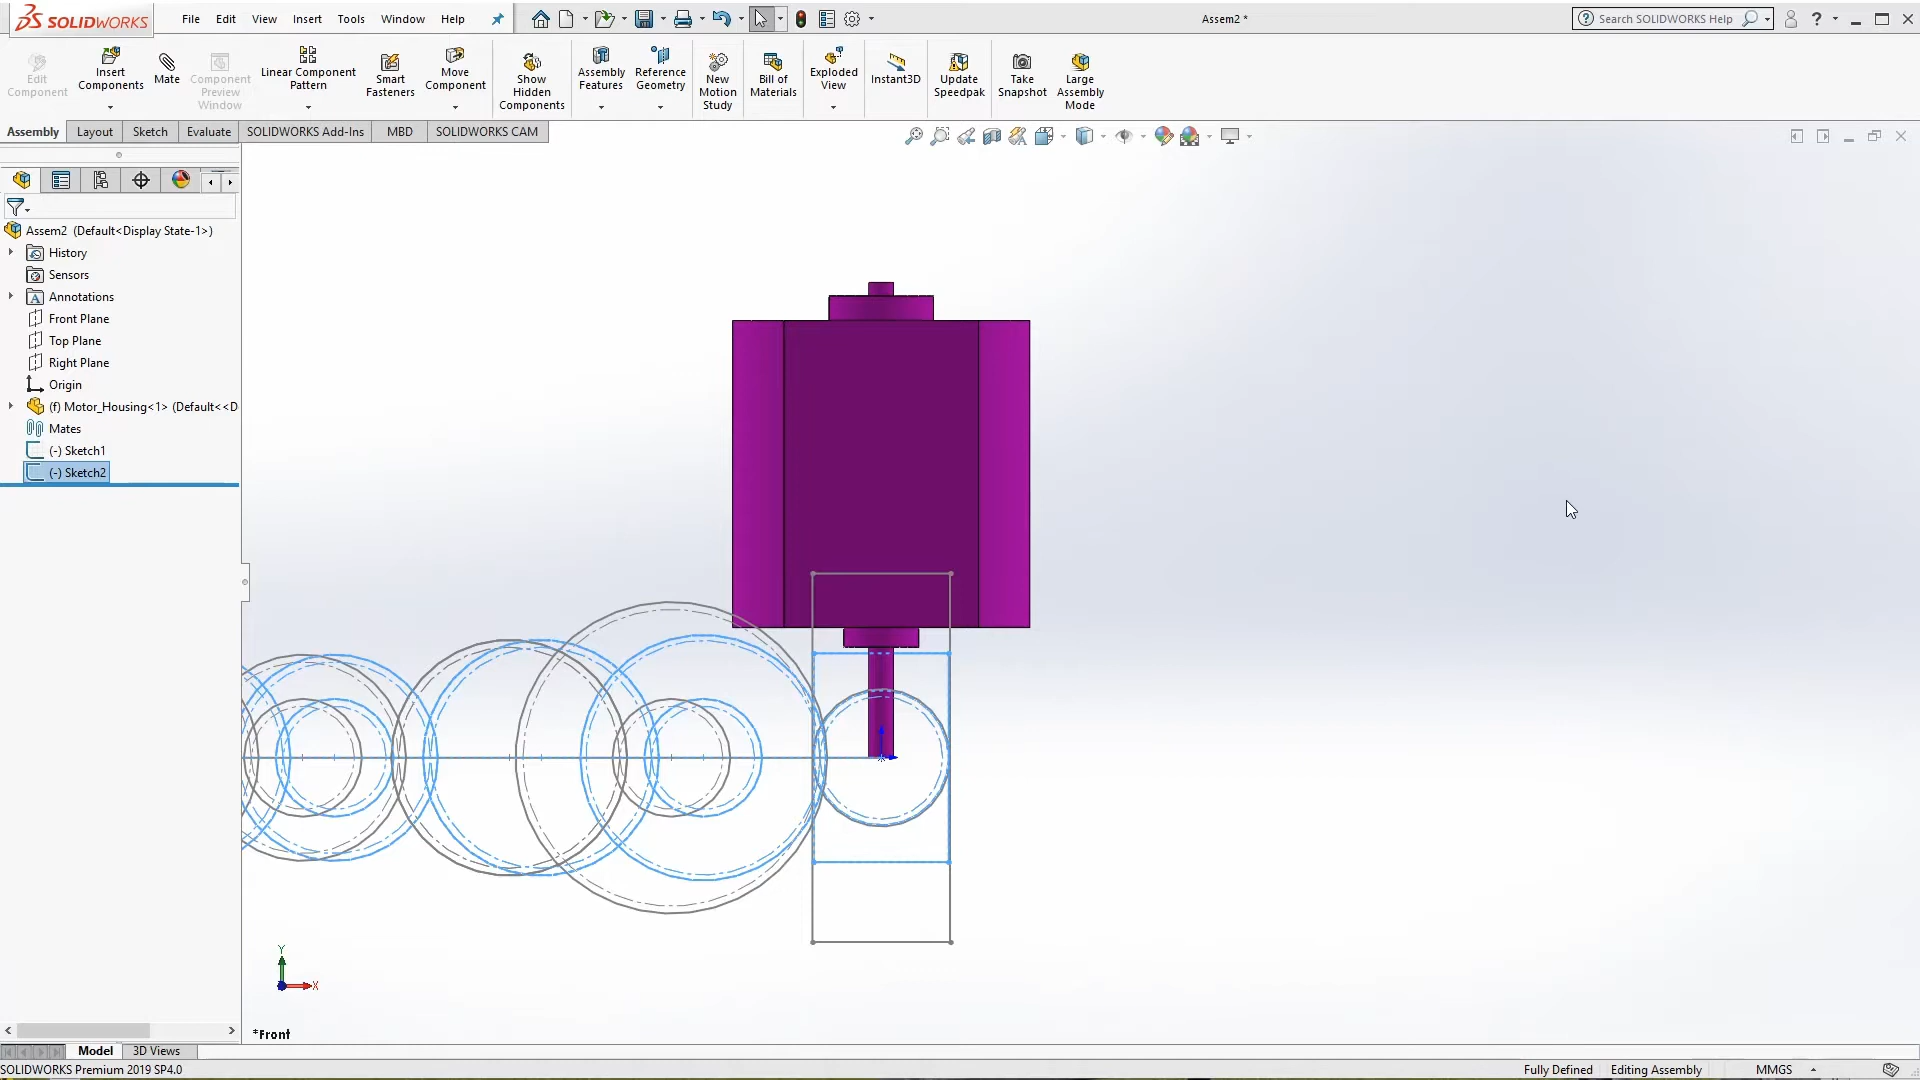 SOLIDWORKS
File Edit View Insert Tools Window Help
Assem2 *
Search SOLIDWORKS Help
?
Edit Component
Insert Components
Mate
Component Preview Window
Linear Component Pattern
Smart Fasteners
Move Component
Show Hidden Components
Assembly Features
Reference Geometry
New Motion Study
Bill of Materials
Exploded View
Instant3D
Update Speedpak
Take Snapshot
Large Assembly Mode
Assembly Layout Sketch Evaluate SOLIDWORKS Add-Ins MBD SOLIDWORKS CAM
Assem2 (Default<Display State-1>)
History
Sensors
Annotations
Front Plane
Top Plane
Right Plane
Origin
(f) Motor_Housing<1> (Default<<D
Mates
(-) Sketch1
(-) Sketch2
Y
X
*Front
Model 3D Views
SOLIDWORKS Premium 2019 SP4.0
Fully Defined Editing Assembly MMGS